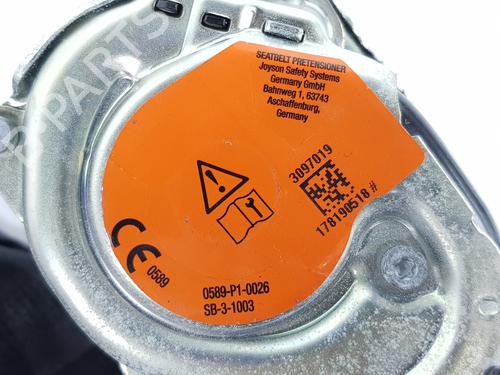 SEATBELT PRETENSIONER
Joyson Safety Systems
Germany GmbH
Bahnweg 1, 63743
Aschaffenburg,
Germany
3097019
178190518 #
CE 0589
0589-P1-0026
SB-3-1003
B-PARTS